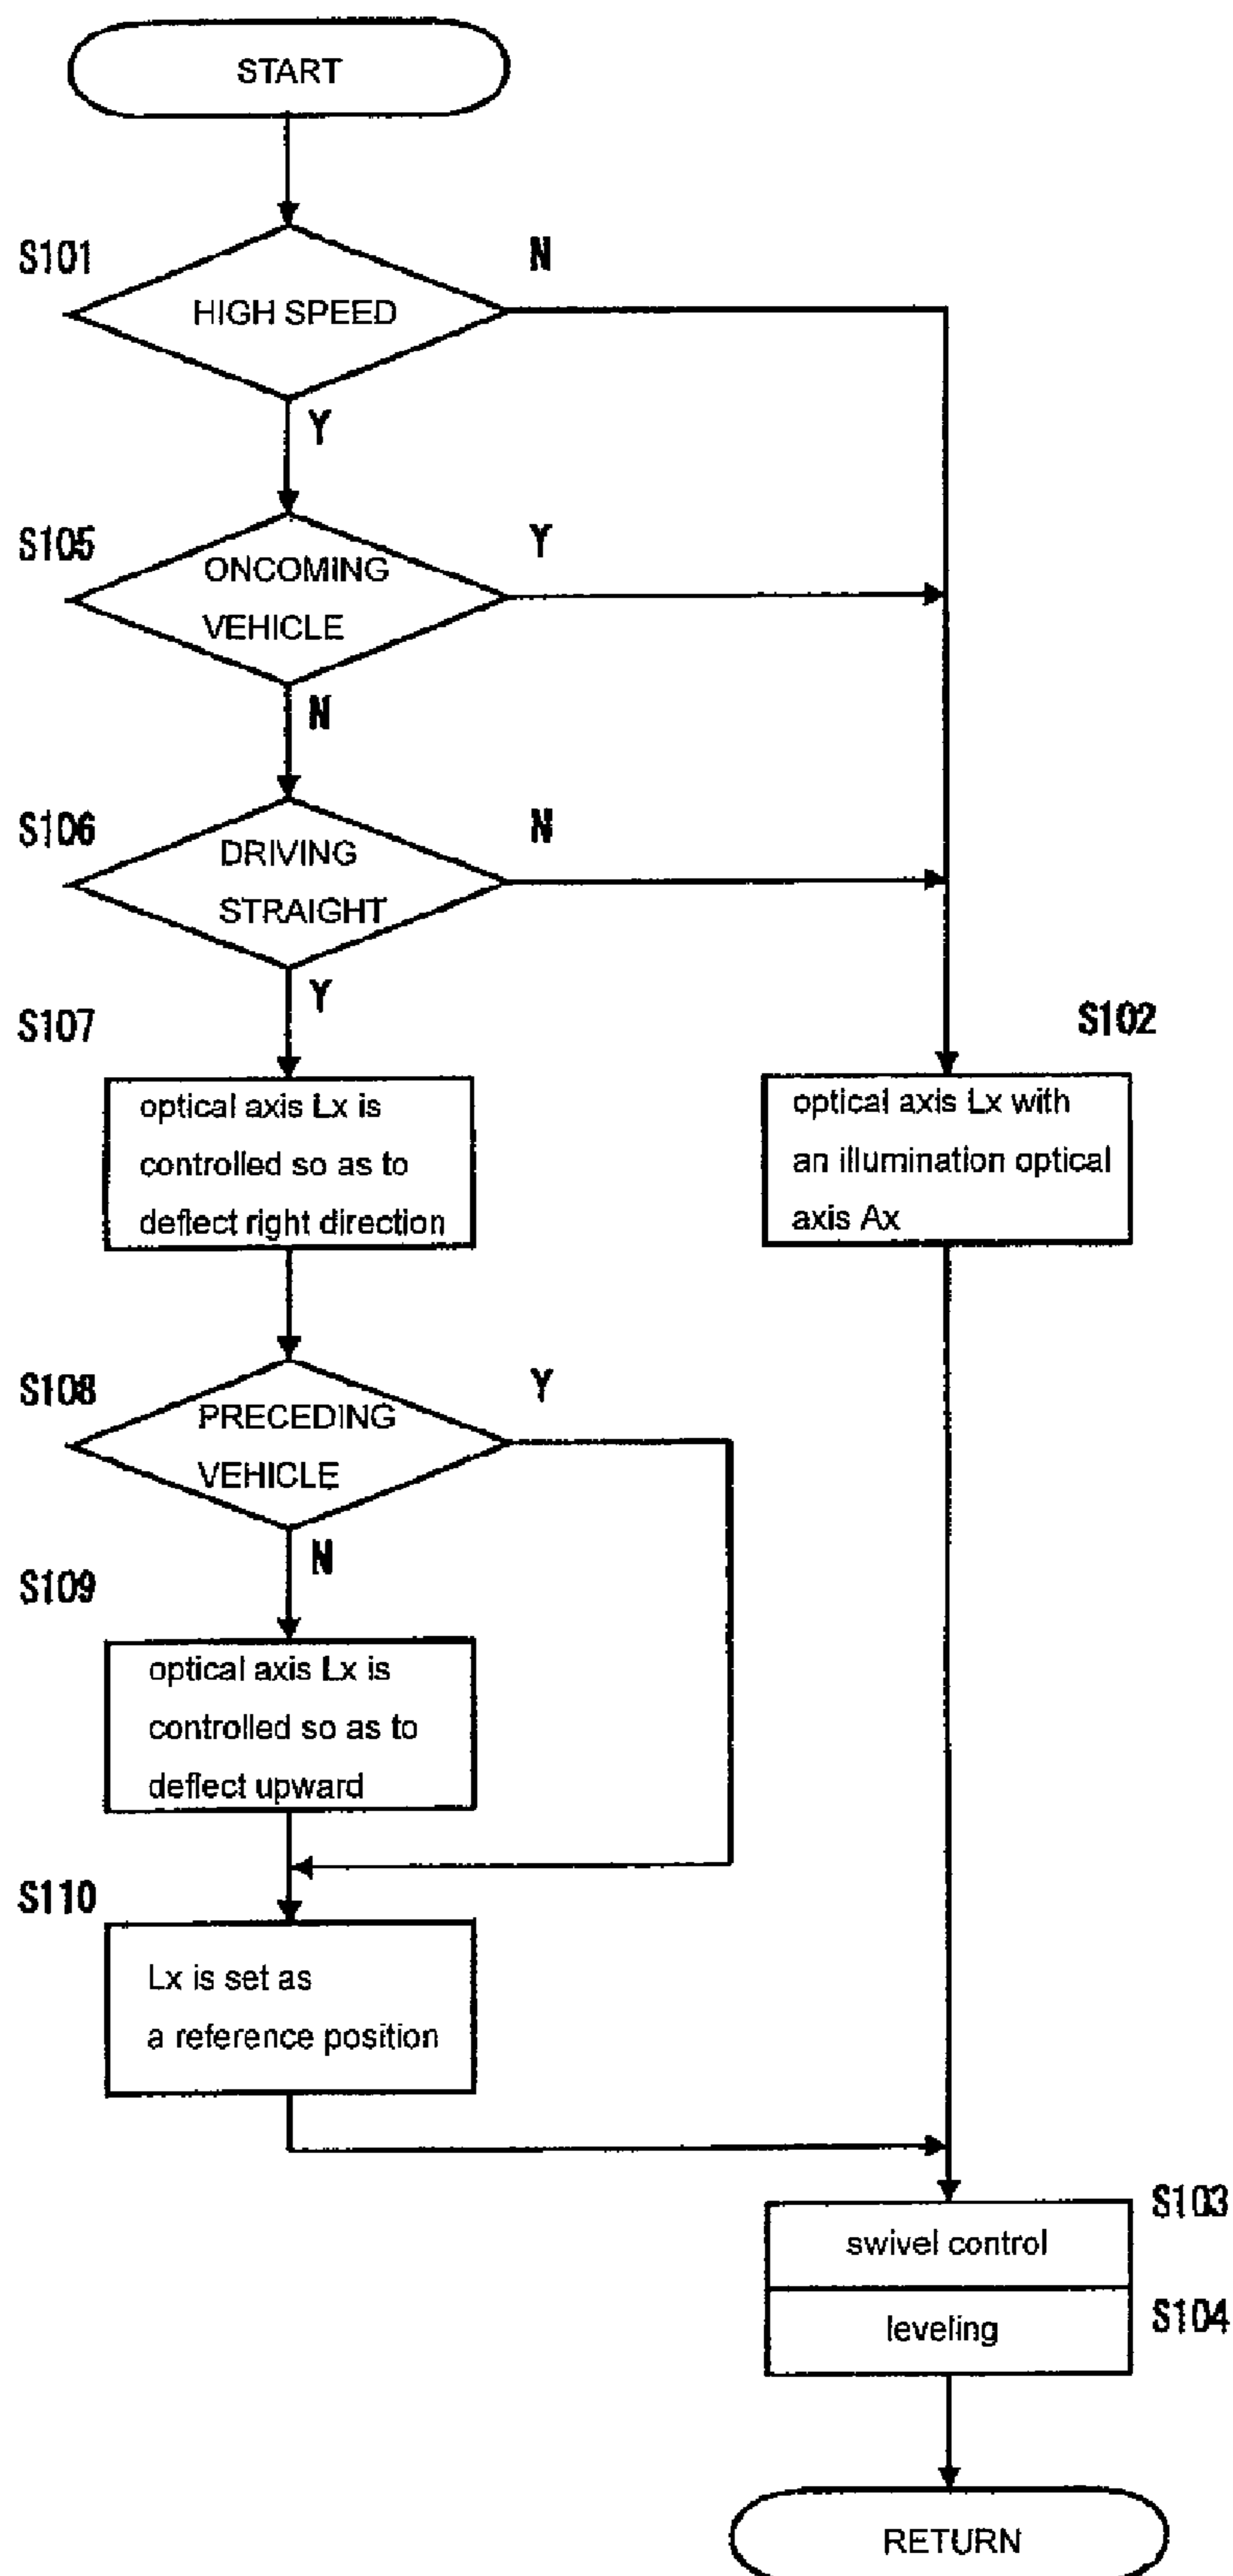 START
S101
N
HIGH SPEED
Y
S105
Y
ONCOMING
VEHICLE
N
S106
N
DRIVING
STRAIGHT
Y
S107
optical axis Lx is
controlled so as to
deflect right direction
S102
optical axis Lx with
an illumination optical
axis Ax
S108
Y
PRECEDING
VEHICLE
N
S109
optical axis Lx is
controlled so as to
deflect upward
S110
Lx is set as
a reference position
S103
swivel control
S104
leveling
RETURN